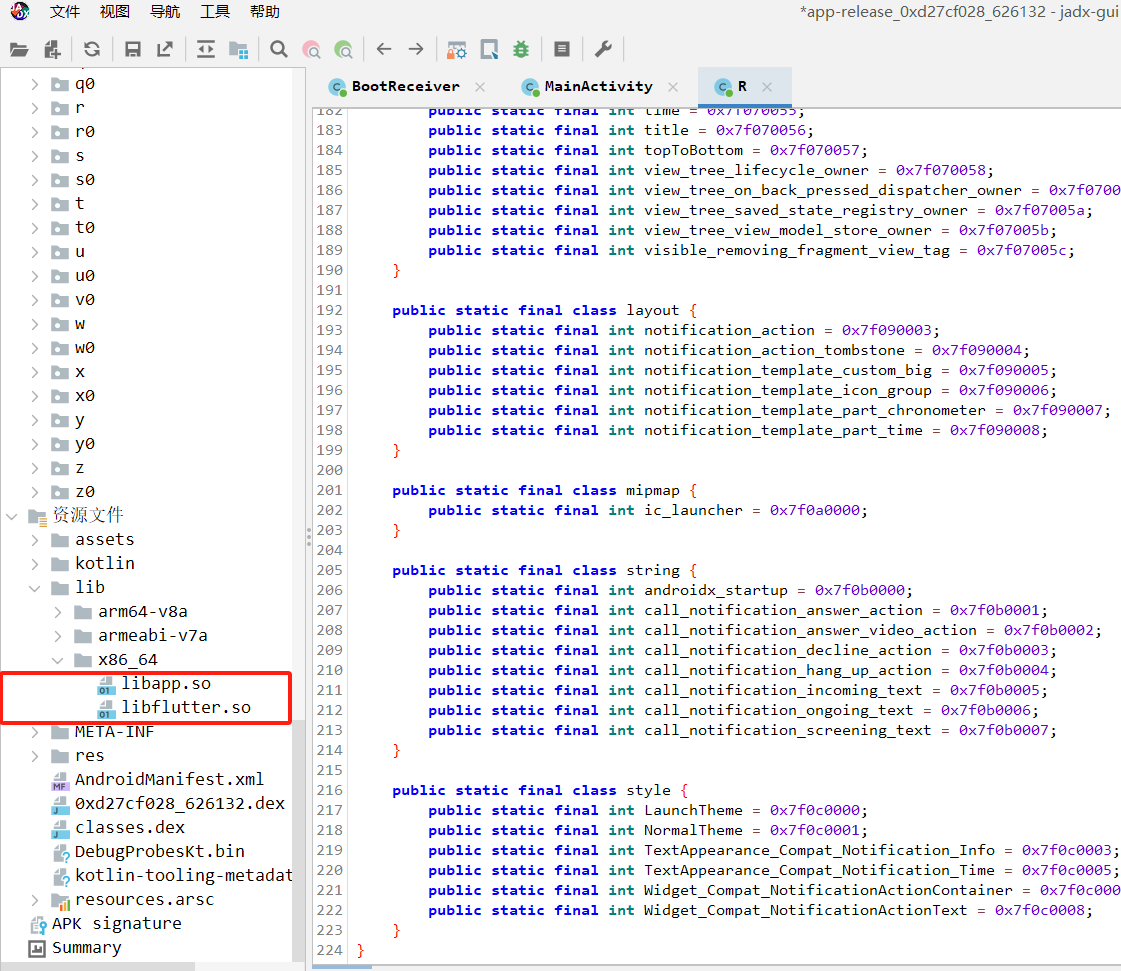 文件 视图 导航 工具 帮助 *app-release_0xd27cf028_626132 - jadx-gui
BootReceiver MainActivity R
q0
r
r0
s
s0
t
t0
u
u0
v0
w
w0
x
x0
y
y0
z
z0
资源文件
assets
kotlin
lib
arm64-v8a
armeabi-v7a
x86_64
libapp.so
libflutter.so
META-INF
res
AndroidManifest.xml
0xd27cf028_626132.dex
classes.dex
DebugProbesKt.bin
kotlin-tooling-metadat
resources.arsc
APK signature
Summary
182 public static final int time = 0x7f070055;
183 public static final int title = 0x7f070056;
184 public static final int topToBottom = 0x7f070057;
185 public static final int view_tree_lifecycle_owner = 0x7f070058;
186 public static final int view_tree_on_back_pressed_dispatcher_owner = 0x7f0700
187 public static final int view_tree_saved_state_registry_owner = 0x7f07005a;
188 public static final int view_tree_view_model_store_owner = 0x7f07005b;
189 public static final int visible_removing_fragment_view_tag = 0x7f07005c;
190 }
191
192 public static final class layout {
193 public static final int notification_action = 0x7f090003;
194 public static final int notification_action_tombstone = 0x7f090004;
195 public static final int notification_template_custom_big = 0x7f090005;
196 public static final int notification_template_icon_group = 0x7f090006;
197 public static final int notification_template_part_chronometer = 0x7f090007;
198 public static final int notification_template_part_time = 0x7f090008;
199 }
200
201 public static final class mipmap {
202 public static final int ic_launcher = 0x7f0a0000;
203 }
204
205 public static final class string {
206 public static final int androidx_startup = 0x7f0b0000;
207 public static final int call_notification_answer_action = 0x7f0b0001;
208 public static final int call_notification_answer_video_action = 0x7f0b0002;
209 public static final int call_notification_decline_action = 0x7f0b0003;
210 public static final int call_notification_hang_up_action = 0x7f0b0004;
211 public static final int call_notification_incoming_text = 0x7f0b0005;
212 public static final int call_notification_ongoing_text = 0x7f0b0006;
213 public static final int call_notification_screening_text = 0x7f0b0007;
214 }
215
216 public static final class style {
217 public static final int LaunchTheme = 0x7f0c0000;
218 public static final int NormalTheme = 0x7f0c0001;
219 public static final int TextAppearance_Compat_Notification_Info = 0x7f0c0003;
220 public static final int TextAppearance_Compat_Notification_Time = 0x7f0c0005;
221 public static final int Widget_Compat_NotificationActionContainer = 0x7f0c000
222 public static final int Widget_Compat_NotificationActionText = 0x7f0c0008;
223 }
224 }